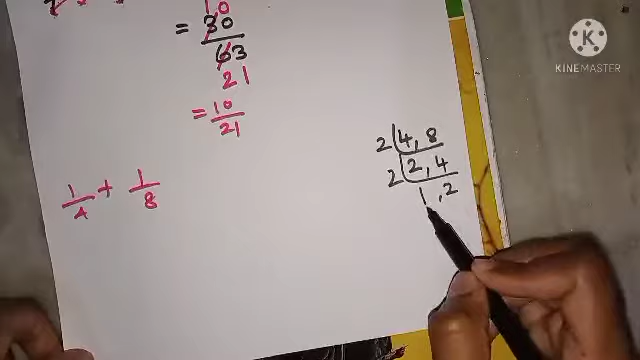 10
= 30/63
21
= 10/21
1/4 + 1/8
2 | 4, 8
2 | 2, 4
1, 2
K
KINEMASTER